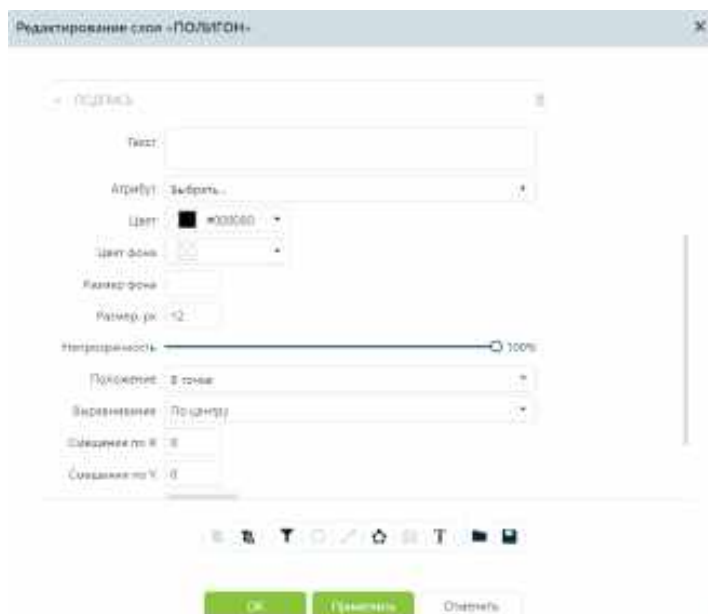 Редактирование слоя «ПОЛИГОН»
ПОДПИСЬ
Текст
Атрибут Выбрать...
Цвет #000000
Цвет фона
Размер фона
Размер, px 12
Непрозрачность 100%
Положение В точке
Выравнивание По центру
Смещение по X 0
Смещение по Y 0
T
ОК Применить Отменить